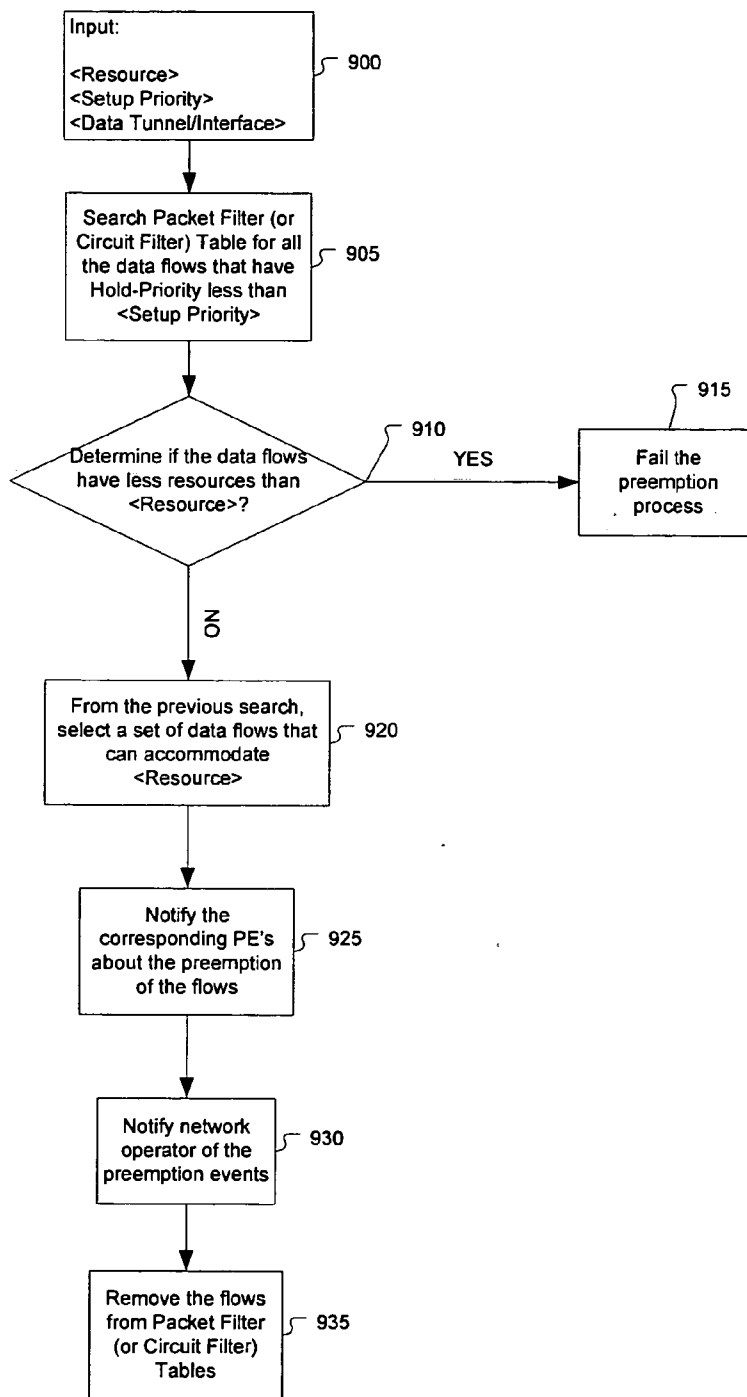 Input:
<Resource>
<Setup Priority>
<Data Tunnel/Interface>
900
Search Packet Filter (or
Circuit Filter) Table for all
the data flows that have
Hold-Priority less than
<Setup Priority>
905
Determine if the data flows
have less resources than
<Resource>?
910
YES
915
Fail the
preemption
process
NO
From the previous search,
select a set of data flows that
can accommodate
<Resource>
920
Notify the
corresponding PE's
about the preemption
of the flows
925
Notify network
operator of the
preemption events
930
Remove the flows
from Packet Filter
(or Circuit Filter)
Tables
935